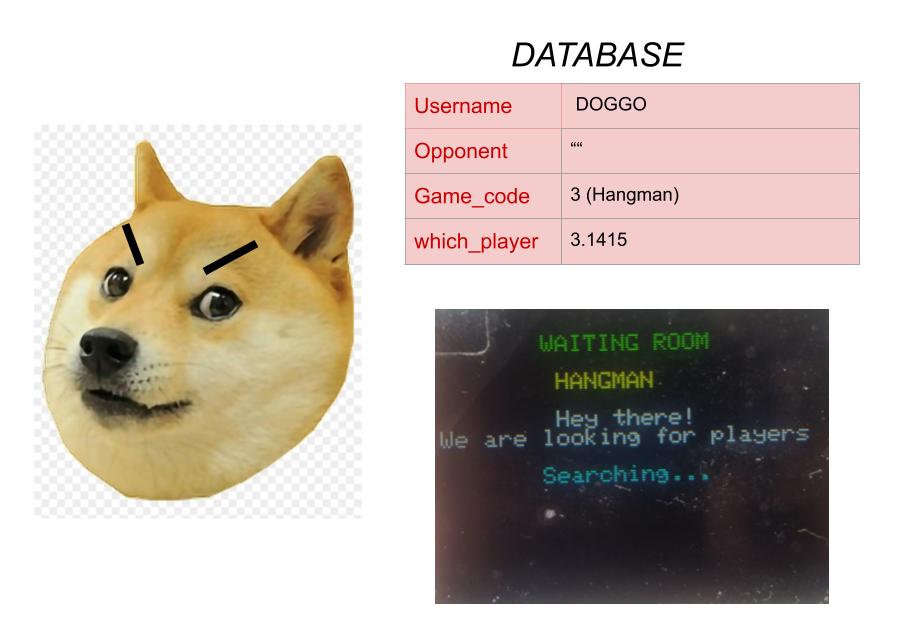 DATABASE
Username DOGGO
Opponent ““
Game_code 3 (Hangman)
which_player 3.1415
WAITING ROOM
HANGMAN
Hey there!
We are looking for players
Searching...